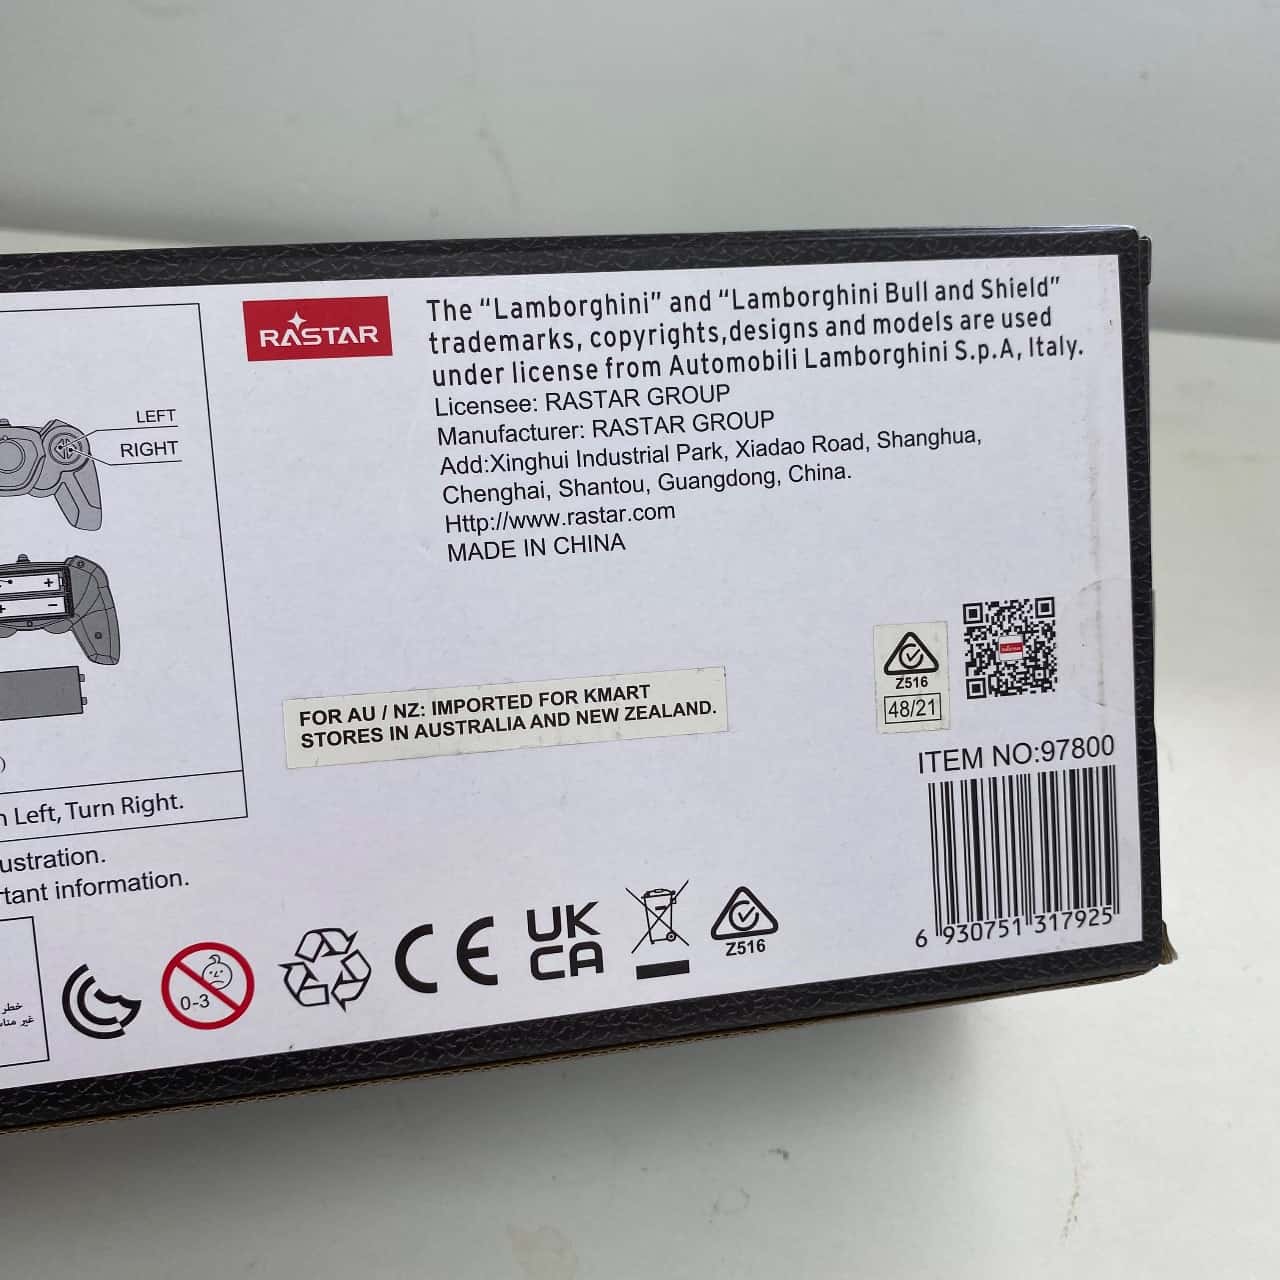 RASTAR
The “Lamborghini” and “Lamborghini Bull and Shield”
trademarks, copyrights,designs and models are used
under license from Automobili Lamborghini S.p.A, Italy.
Licensee: RASTAR GROUP
Manufacturer: RASTAR GROUP
Add:Xinghui Industrial Park, Xiadao Road, Shanghua,
Chenghai, Shantou, Guangdong, China.
Http://www.rastar.com
MADE IN CHINA
LEFT
RIGHT
Left, Turn Right.
FOR AU / NZ: IMPORTED FOR KMART
STORES IN AUSTRALIA AND NEW ZEALAND.
Z516
48/21
ITEM NO:97800
6 930751 317925
information.
0-3
CE
UK
CA
Z516
خطر
غير